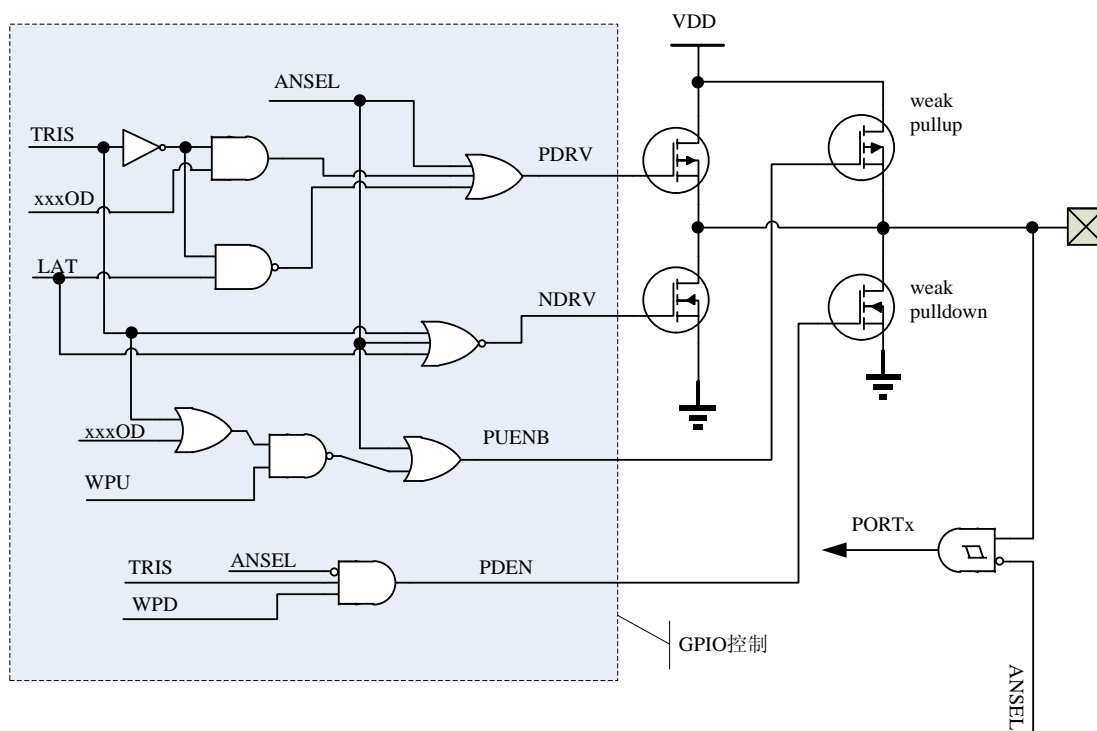 VDD
ANSEL
weak
pullup
TRIS
PDRV
xxxOD
LAT
NDRV
weak
pulldown
xxxOD
PUENB
WPU
PORTx
ANSEL
TRIS
PDEN
WPD
GPIO控制
ANSEL